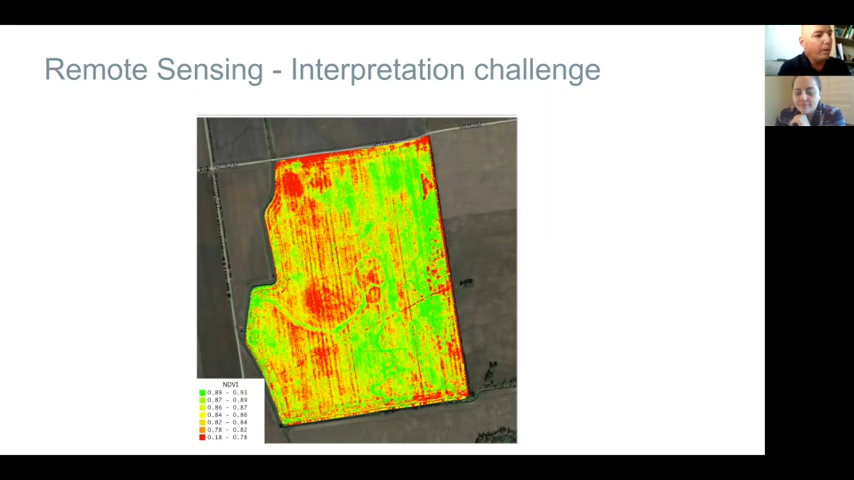 Remote Sensing - Interpretation challenge
NDVI
0.89 - 0.93
0.87 - 0.89
0.86 - 0.87
0.84 - 0.86
0.82 - 0.84
0.78 - 0.82
0.18 - 0.78